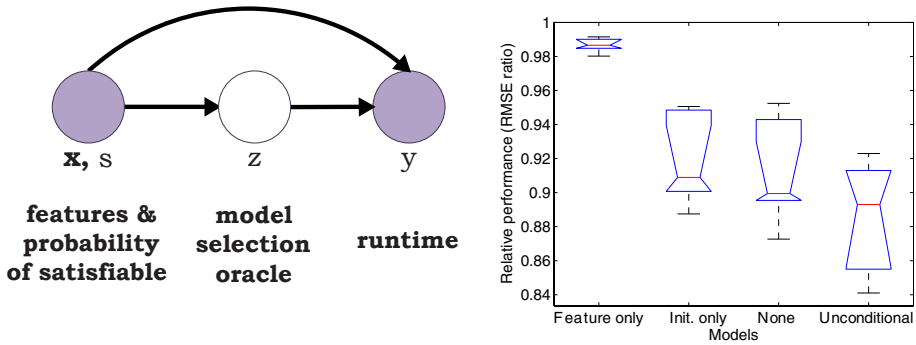 x, s
z
y
features &
probability
of satisfiable
model
selection
oracle
runtime
Relative performance (RMSE ratio)
1
0.98
0.96
0.94
0.92
0.9
0.88
0.86
0.84
Feature only
Init. only
None
Unconditional
Models